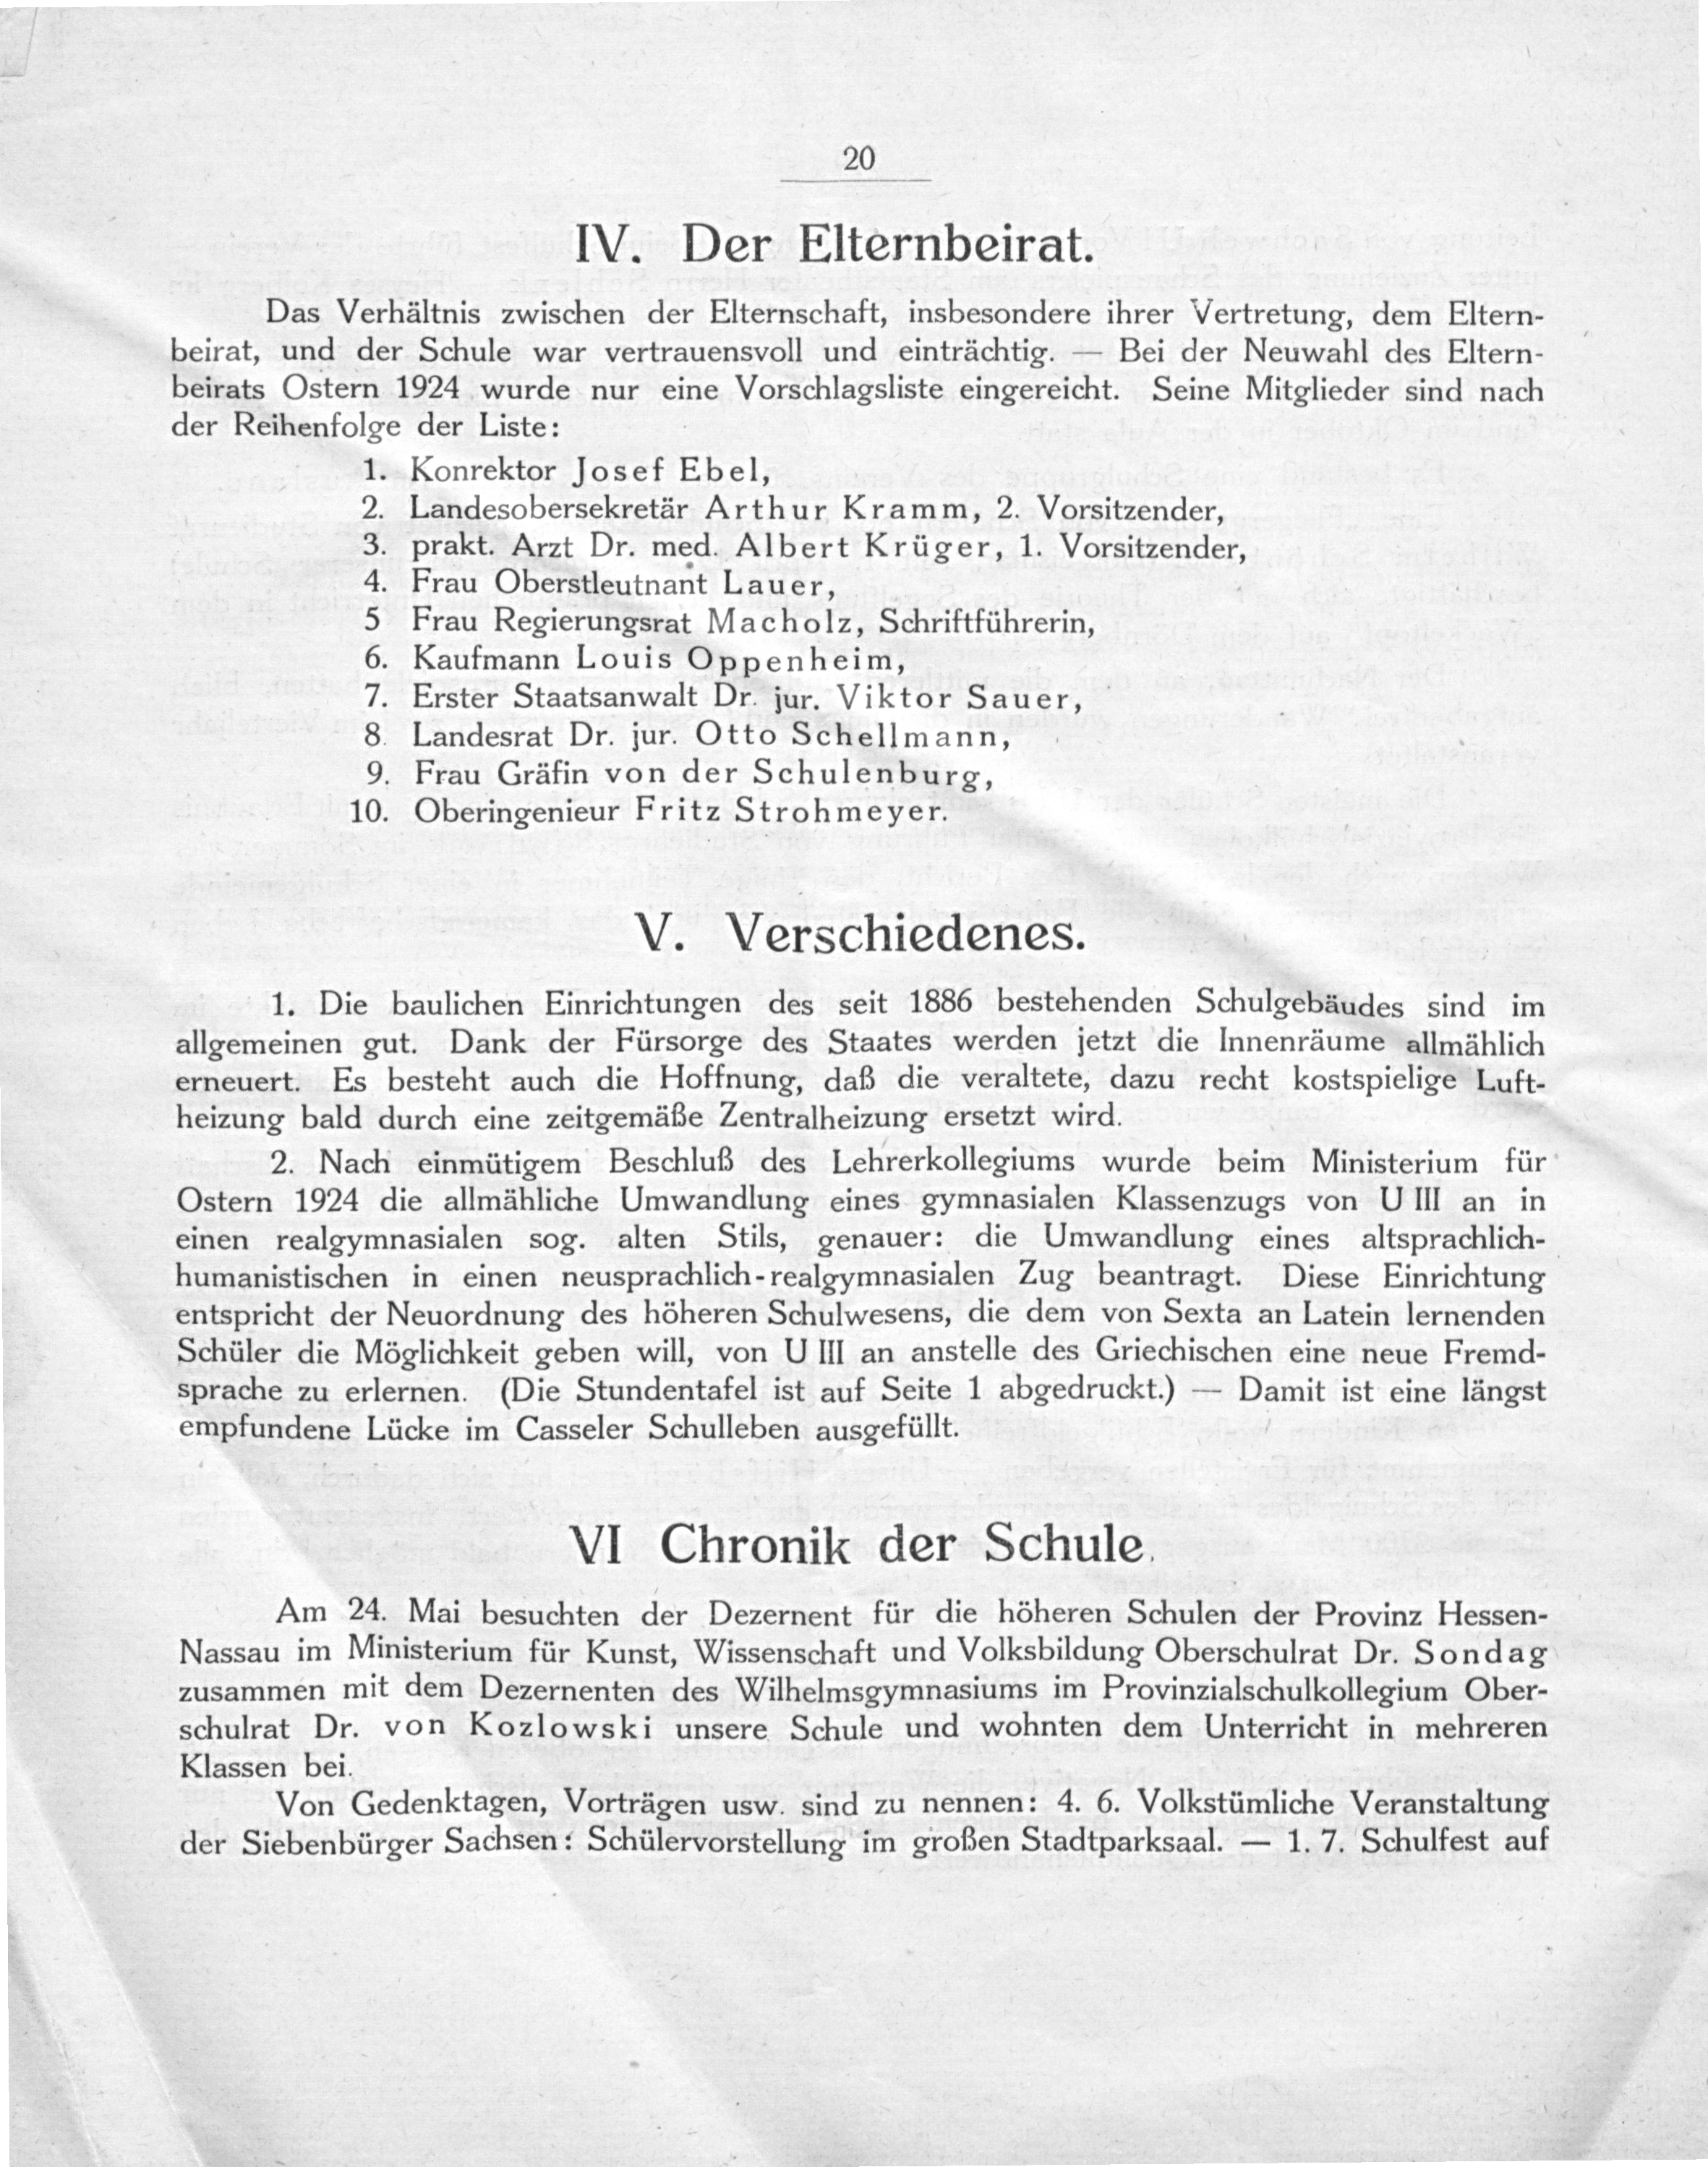 20
IV. Der Elternbeirat.
Das Verhältnis zwischen der Elternschaft, insbesondere ihrer Vertretung, dem Eltern-
beirat, und der Schule war vertrauensvoll und einträchtig. — Bei der Neuwahl des Eltern-
beirats Ostern 1924 wurde nur eine Vorschlagsliste eingereicht. Seine Mitglieder sind nach
der Reihenfolge der Liste:
1. Konrektor Josef Ebel,
2. Landesobersekretär Arthur Kramm, 2. Vorsitzender,
3. prakt. Arzt Dr. med. Albert Krüger, 1. Vorsitzender,
4. Frau Oberstleutnant Lauer,
5 Frau Regierungsrat Macholz, Schriftführerin,
6. Kaufmann Louis Oppenheim,
7. Erster Staatsanwalt Dr. jur. Viktor Sauer,
8. Landesrat Dr. jur. Otto Schellmann,
9. Frau Gräfin von der Schulenburg,
10. Oberingenieur Fritz Strohmeyer.
V. Verschiedenes.
1. Die baulichen Einrichtungen des seit 1886 bestehenden Schulgebäudes sind im
allgemeinen gut. Dank der Fürsorge des Staates werden jetzt die Innenräume allmählich
erneuert. Es besteht auch die Hoffnung, daß die veraltete, dazu recht kostspielige Luft-
heizung bald durch eine zeitgemäße Zentralheizung ersetzt wird.
2. Nach einmütigem Beschluß des Lehrerkollegiums wurde beim Ministerium für
Ostern 1924 die allmähliche Umwandlung eines gymnasialen Klassenzugs von U III an in
einen realgymnasialen sog. alten Stils, genauer: die Umwandlung eines altsprachlich-
humanistischen in einen neusprachlich-realgymnasialen Zug beantragt. Diese Einrichtung
entspricht der Neuordnung des höheren Schulwesens, die dem von Sexta an Latein lernenden
Schüler die Möglichkeit geben will, von U III an anstelle des Griechischen eine neue Fremd-
sprache zu erlernen. (Die Stundentafel ist auf Seite 1 abgedruckt.) — Damit ist eine längst
empfundene Lücke im Casseler Schulleben ausgefüllt.
VI Chronik der Schule.
Am 24. Mai besuchten der Dezernent für die höheren Schulen der Provinz Hessen-
Nassau im Ministerium für Kunst, Wissenschaft und Volksbildung Oberschulrat Dr. Sondag
zusammen mit dem Dezernenten des Wilhelmsgymnasiums im Provinzialschulkollegium Ober-
schulrat Dr. von Kozlowski unsere Schule und wohnten dem Unterricht in mehreren
Klassen bei.
Von Gedenktagen, Vorträgen usw. sind zu nennen: 4. 6. Volkstümliche Veranstaltung
der Siebenbürger Sachsen: Schülervorstellung im großen Stadtparksaal. — 1. 7. Schulfest auf